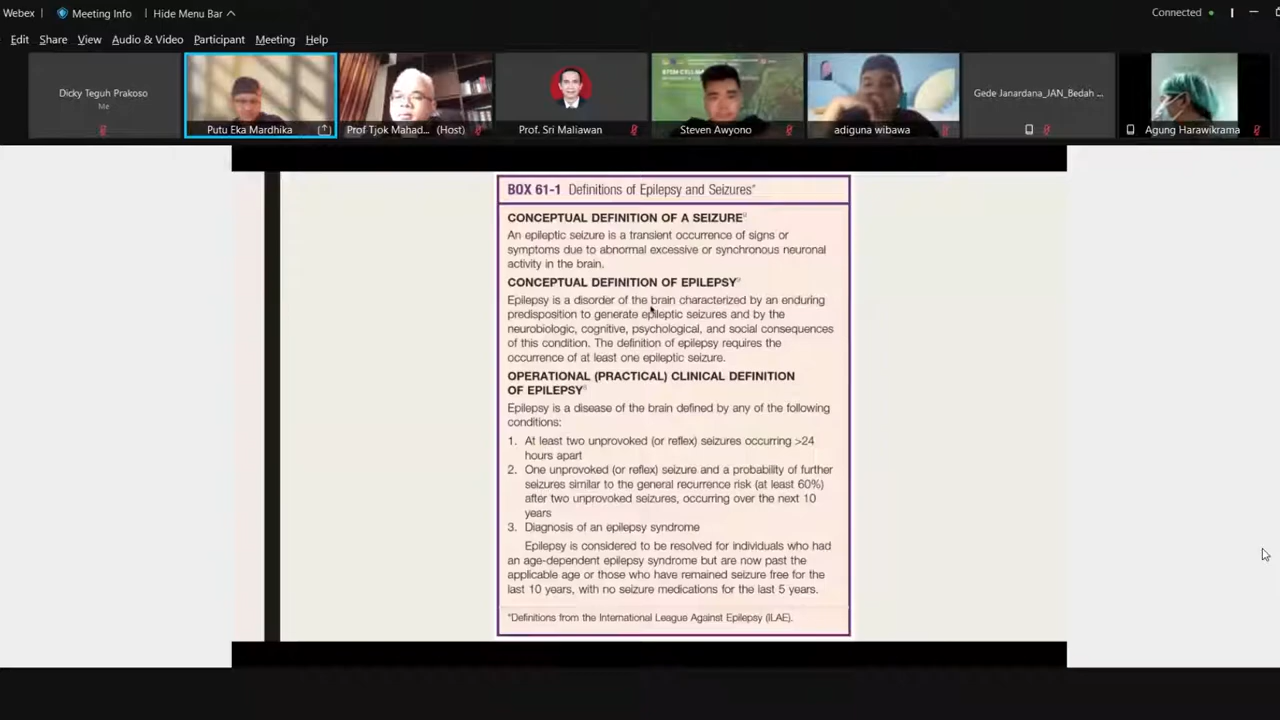 Webex Meeting Info Hide Menu Bar Connected
Edit Share View Audio & Video Participant Meeting Help
Dicky Teguh Prakoso
Me
Putu Eka Mardhika
Prof Tjok Mahad... (Host)
Prof. Sri Maliawan
Steven Awyono
adiguna wibawa
Gede Janardana_JAN_Bedah ...
Agung Harawikrama
BOX 61-1 Definitions of Epilepsy and Seizures*
CONCEPTUAL DEFINITION OF A SEIZURE
An epileptic seizure is a transient occurrence of signs or
symptoms due to abnormal excessive or synchronous neuronal
activity in the brain.
CONCEPTUAL DEFINITION OF EPILEPSY
Epilepsy is a disorder of the brain characterized by an enduring
predisposition to generate epileptic seizures and by the
neurobiologic, cognitive, psychological, and social consequences
of this condition. The definition of epilepsy requires the
occurrence of at least one epileptic seizure.
OPERATIONAL (PRACTICAL) CLINICAL DEFINITION
OF EPILEPSY
Epilepsy is a disease of the brain defined by any of the following
conditions:
1. At least two unprovoked (or reflex) seizures occurring >24
hours apart
2. One unprovoked (or reflex) seizure and a probability of further
seizures similar to the general recurrence risk (at least 60%)
after two unprovoked seizures, occurring over the next 10
years
3. Diagnosis of an epilepsy syndrome
Epilepsy is considered to be resolved for individuals who had
an age-dependent epilepsy syndrome but are now past the
applicable age or those who have remained seizure free for the
last 10 years, with no seizure medications for the last 5 years.
*Definitions from the International League Against Epilepsy (ILAE).